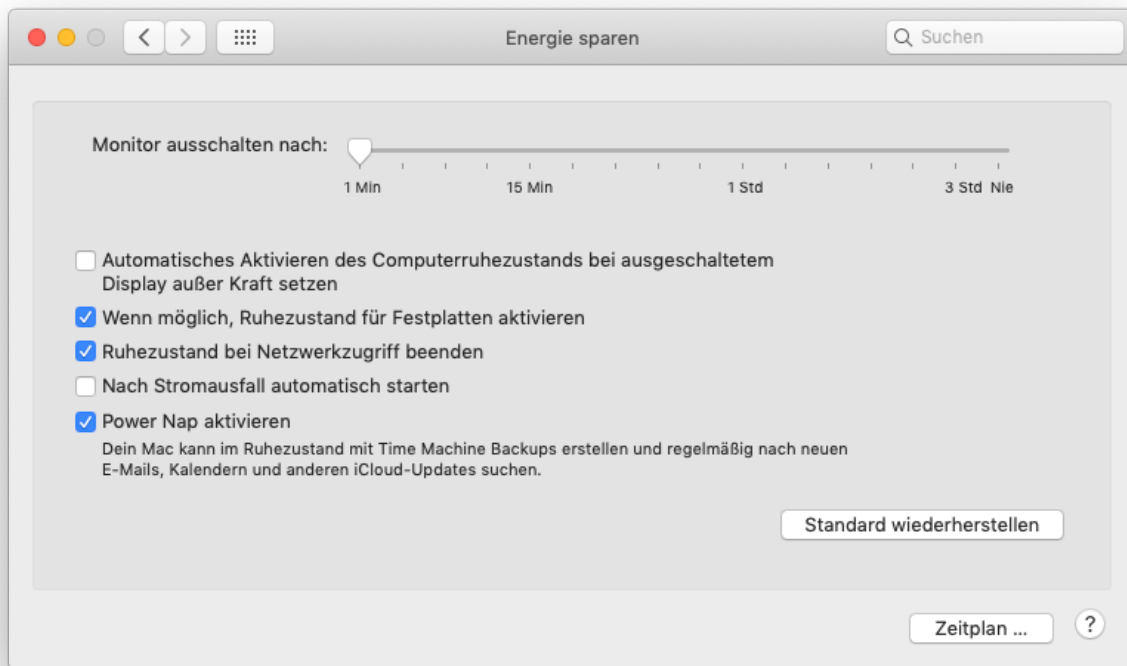 Energie sparen
Suchen
Monitor ausschalten nach:
1 Min 15 Min 1 Std 3 Std Nie
Automatisches Aktivieren des Computerruhezustands bei ausgeschaltetem
Display außer Kraft setzen
Wenn möglich, Ruhezustand für Festplatten aktivieren
Ruhezustand bei Netzwerkzugriff beenden
Nach Stromausfall automatisch starten
Power Nap aktivieren
Dein Mac kann im Ruhezustand mit Time Machine Backups erstellen und regelmäßig nach neuen
E-Mails, Kalendern und anderen iCloud-Updates suchen.
Standard wiederherstellen
Zeitplan ...
?